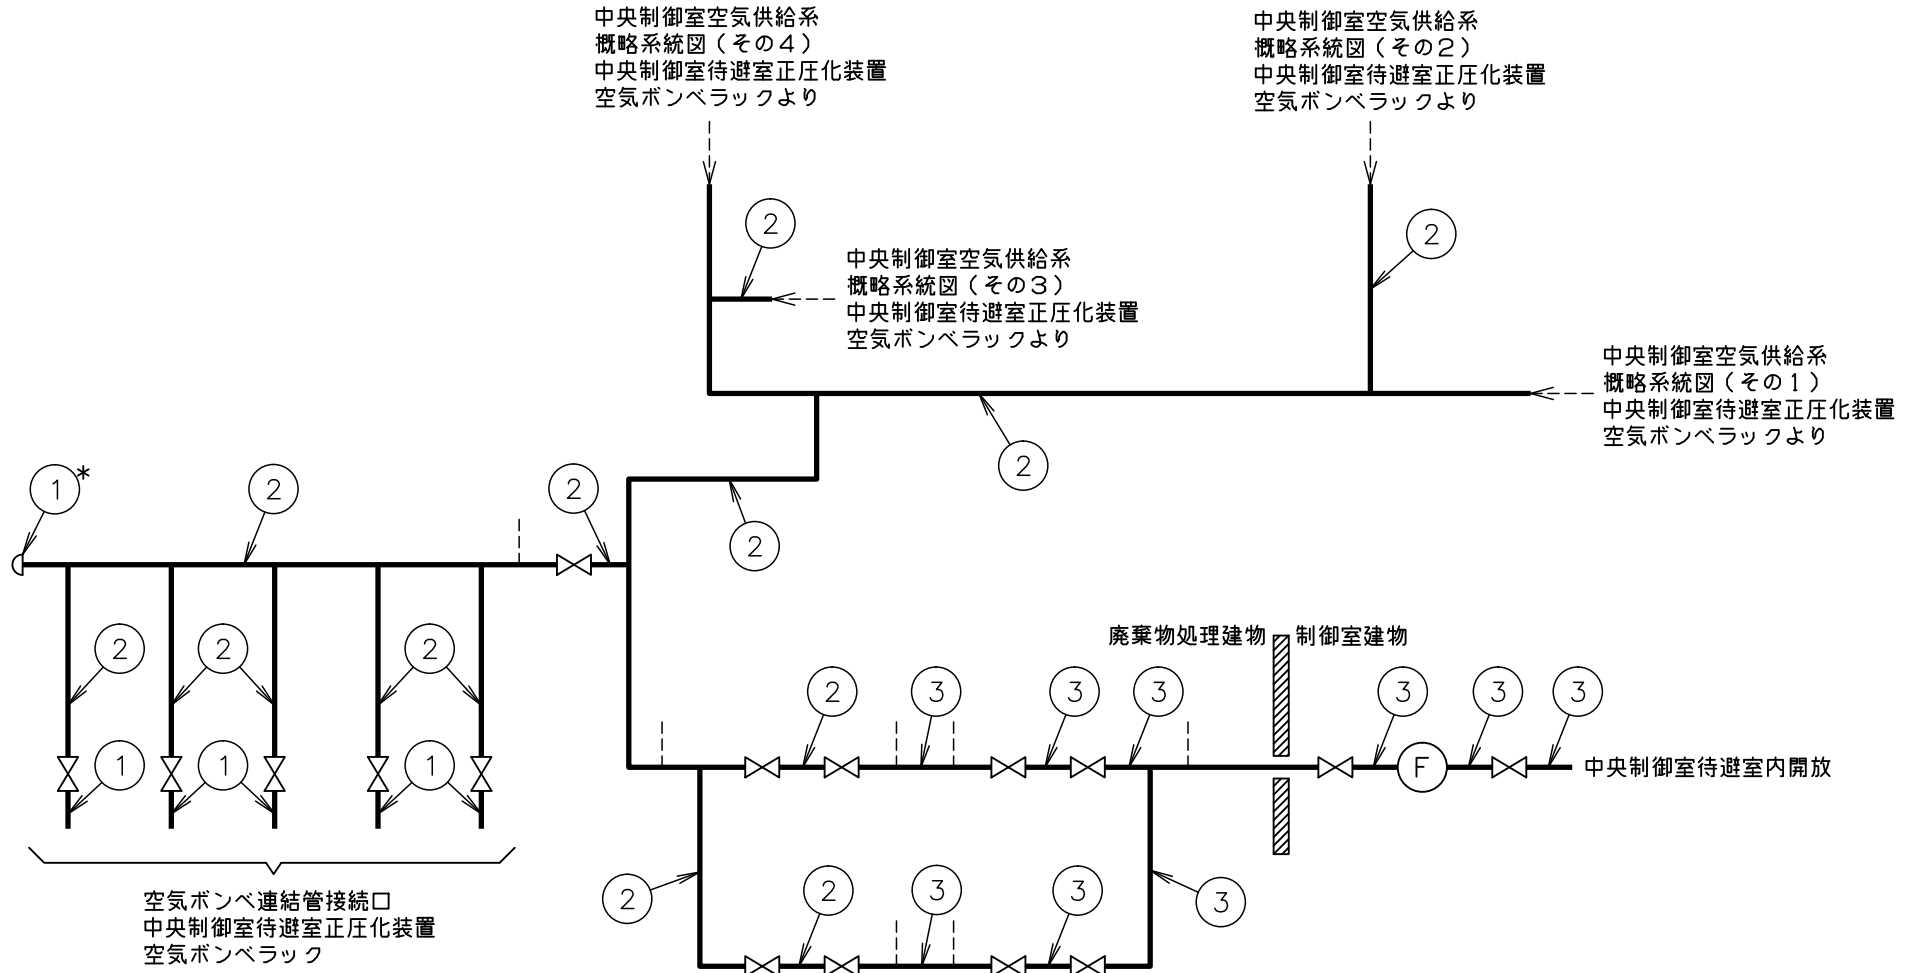 中央制御室空気供給系
概略系統図(その4)
中央制御室待避室正圧化装置
空気ボンベラックより
中央制御室空気供給系
概略系統図(その2)
中央制御室待避室正圧化装置
空気ボンベラックより
2
2
中央制御室空気供給系
概略系統図(その3)
中央制御室待避室正圧化装置
空気ボンベラックより
中央制御室空気供給系
概略系統図(その1)
中央制御室待避室正圧化装置
空気ボンベラックより
2
1*
2
2
2
2
2
2
廃棄物処理建物
制御室建物
2
3
3
3
3
3
3
1
1
1
F
中央制御室待避室内開放
2
2
3
3
3
空気ボンベ連結管接続口
中央制御室待避室正圧化装置
空気ボンベラック